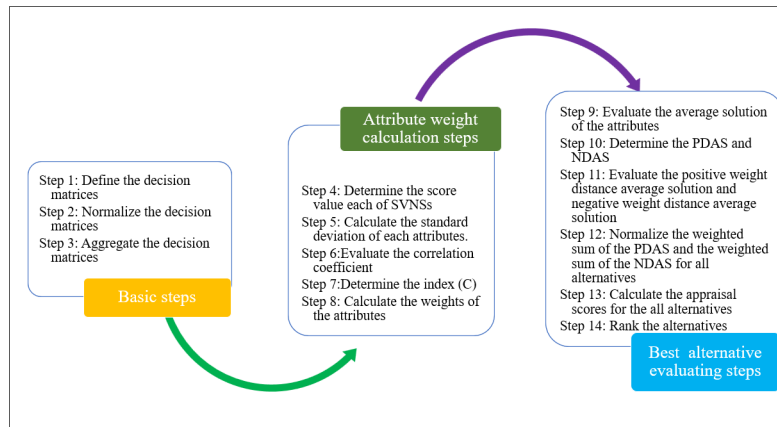 Step 1: Define the decision
matrices
Step 2: Normalize the decision
matrices
Step 3: Aggregate the decision
matrices
Basic steps
Attribute weight
calculation steps
Step 4: Determine the score
value each of SVNSs
Step 5: Calculate the standard
deviation of each attributes.
Step 6:Evaluate the correlation
coefficient
Step 7:Determine the index (C)
Step 8: Calculate the weights of
the attributes
Step 9: Evaluate the average solution
of the attributes
Step 10: Determine the PDAS and
NDAS
Step 11: Evaluate the positive weight
distance average solution and
negative weight distance average
solution
Step 12: Normalize the weighted
sum of the PDAS and the weighted
sum of the NDAS for all
alternatives
Step 13: Calculate the appraisal
scores for the all alternatives
Step 14: Rank the alternatives
Best alternative
evaluating steps